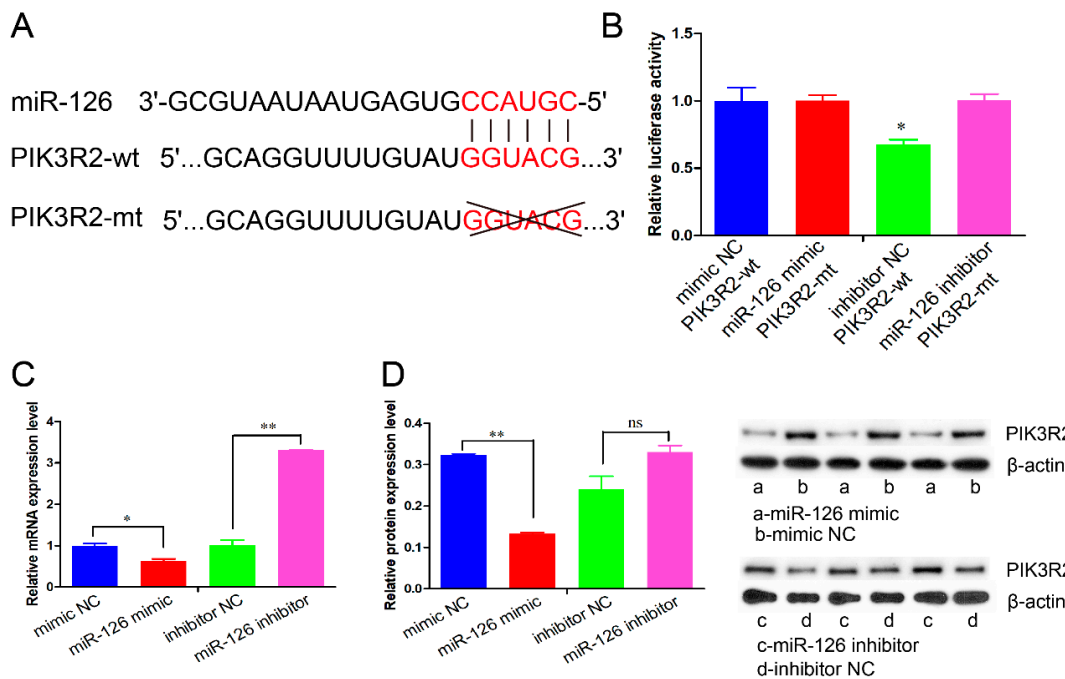 A
miR-126 3'-GCGUAAUAAUGAGUGCCAUGC-5'
PIK3R2-wt 5'...GCAGGUUUUGUAUGGUACG...3'
PIK3R2-mt 5'...GCAGGUUUUGUAUGGUACG...3'
B
Relative luciferase activity
1.5
1.0
0.5
0.0
*
mimic NC
PIK3R2-wt
miR-126 mimic
PIK3R2-mt
inhibitor NC
PIK3R2-wt
miR-126 inhibitor
PIK3R2-mt
C
Relative mRNA expression level
4
3
2
1
0
*
**
mimic NC
miR-126 mimic
inhibitor NC
miR-126 inhibitor
D
Relative protein expression level
0.4
0.3
0.2
0.1
0.0
**
ns
mimic NC
miR-126 mimic
inhibitor NC
miR-126 inhibitor
PIK3R2
β-actin
a b a b a b
a-miR-126 mimic
b-mimic NC
PIK3R2
β-actin
c d c d c d
c-miR-126 inhibitor
d-inhibitor NC